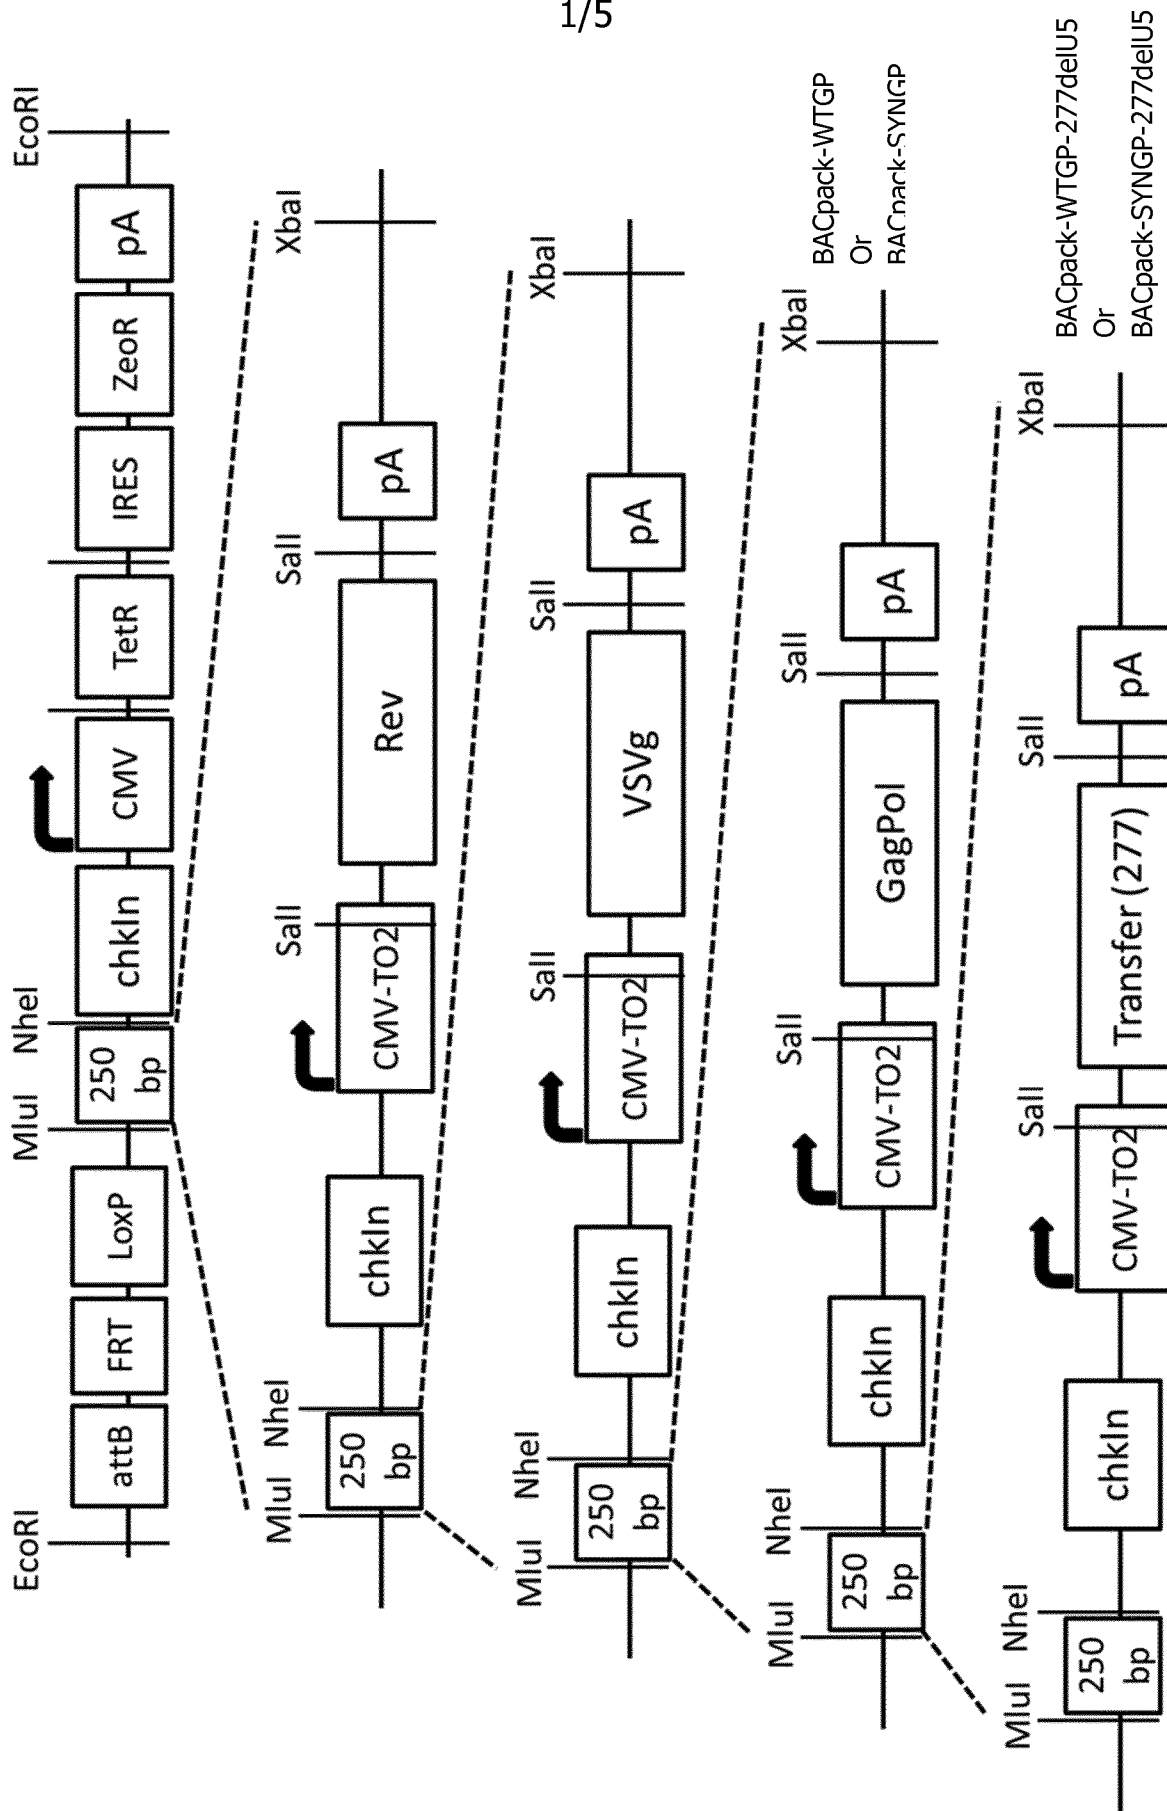 1/5
EcoRI
MluI
NheI
EcoRI
attB
FRT
LoxP
250
bp
chkIn
CMV
TetR
IRES
ZeoR
pA
MluI
NheI
SalI
SalI
XbaI
250
bp
chkIn
CMV-TO2
Rev
pA
MluI
NheI
SalI
SalI
XbaI
250
bp
chkIn
CMV-TO2
VSVg
pA
MluI
NheI
SalI
SalI
XbaI
250
bp
chkIn
CMV-TO2
GagPol
pA
BACpack-WTGP
Or
BACpack-SYNGP
MluI
NheI
SalI
SalI
XbaI
250
bp
chkIn
CMV-TO2
Transfer (277)
pA
BACpack-WTGP-277delU5
Or
BACpack-SYNGP-277delU5